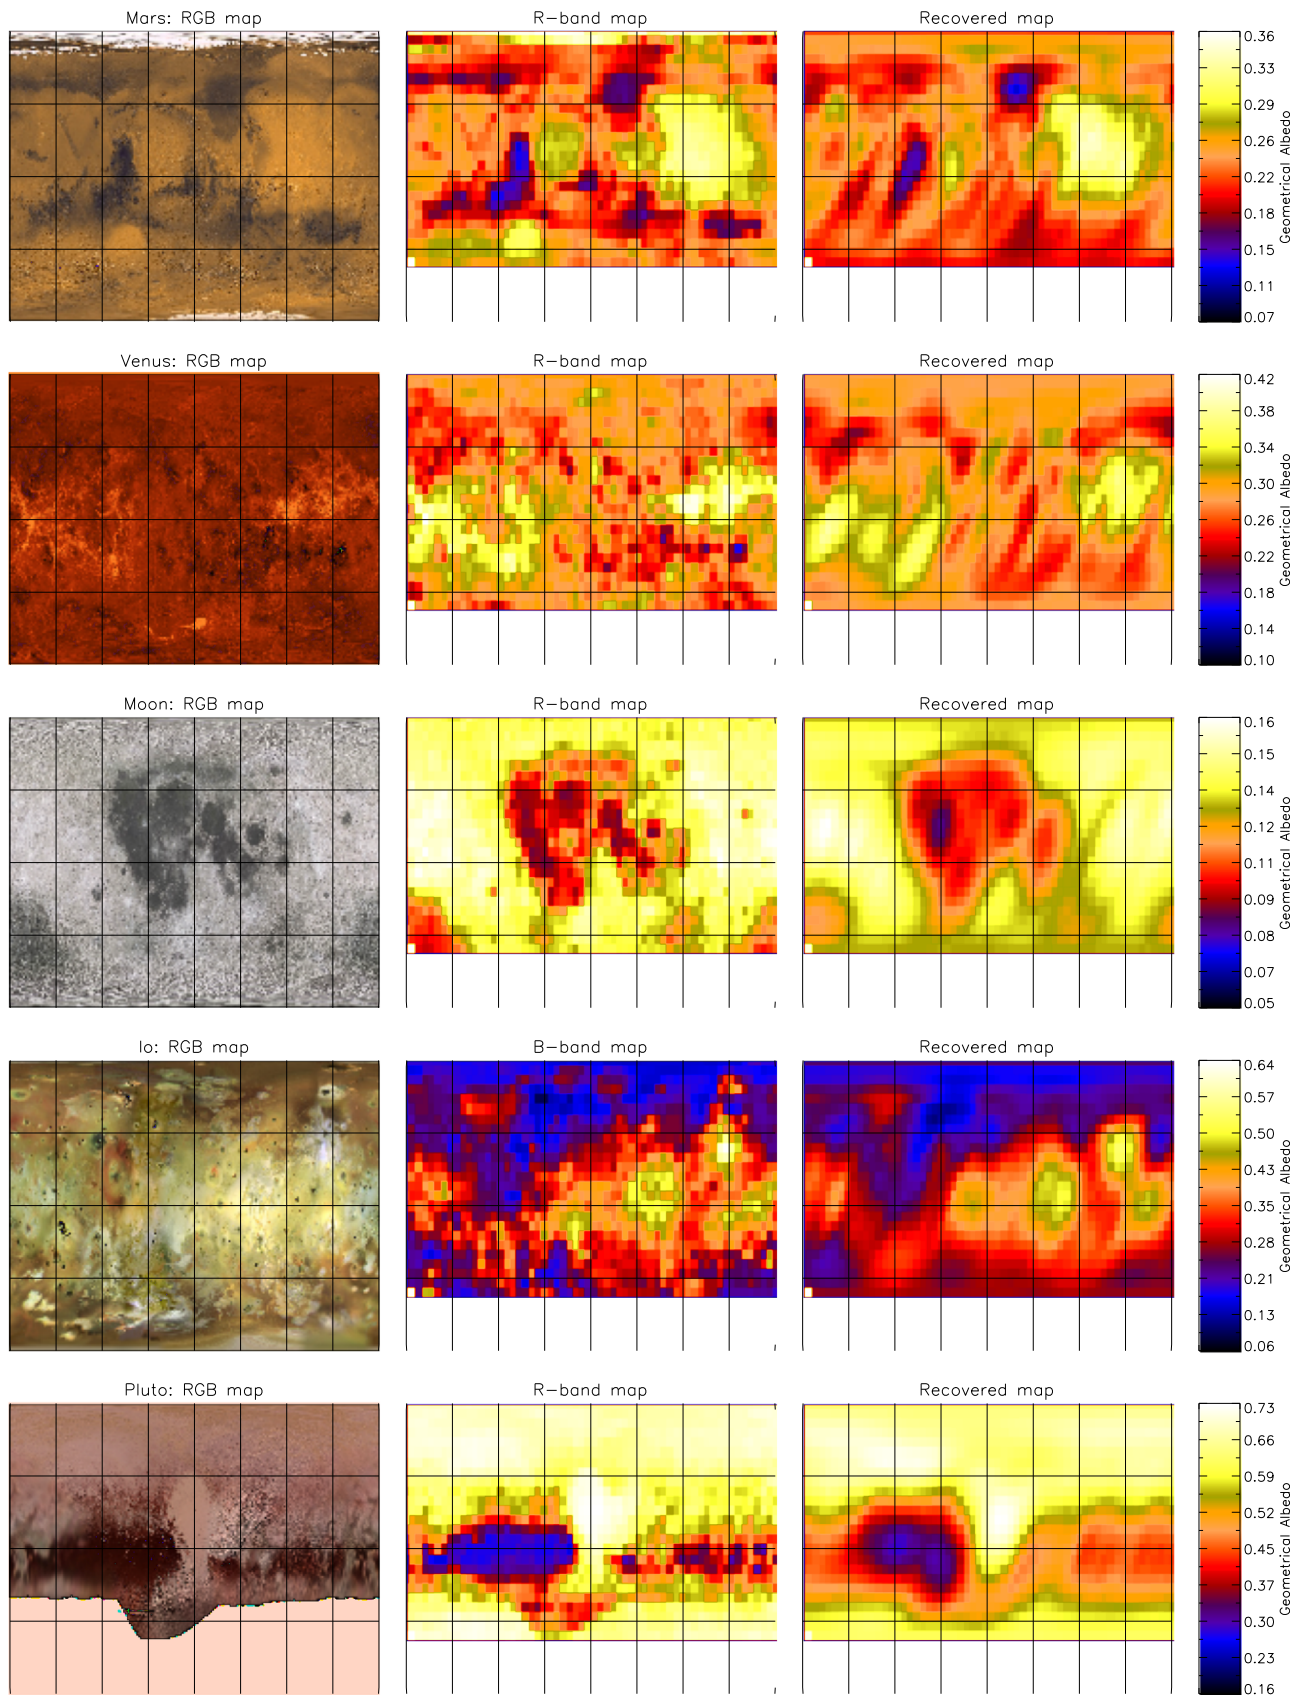 Mars: RGB map
R-band map
Recovered map
0.36
0.33
0.29
0.26
0.22
0.18
0.15
0.11
0.07
Geometrical Albedo
Venus: RGB map
R-band map
Recovered map
0.42
0.38
0.34
0.30
0.26
0.22
0.18
0.14
0.10
Geometrical Albedo
Moon: RGB map
R-band map
Recovered map
0.16
0.15
0.14
0.12
0.11
0.09
0.08
0.07
0.05
Geometrical Albedo
Io: RGB map
B-band map
Recovered map
0.64
0.57
0.50
0.43
0.35
0.28
0.21
0.13
0.06
Geometrical Albedo
Pluto: RGB map
R-band map
Recovered map
0.73
0.66
0.59
0.52
0.45
0.37
0.30
0.23
0.16
Geometrical Albedo